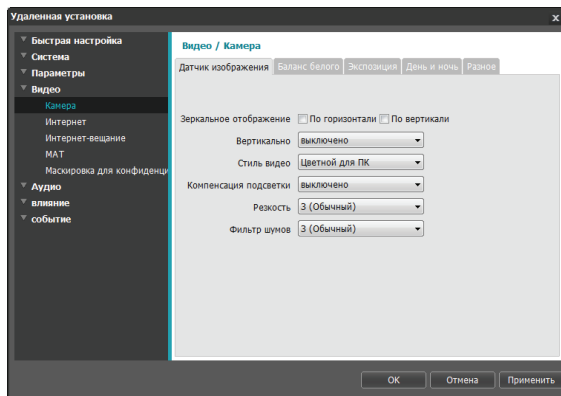 Удаленная установка x
Быстрая настройка
Система
Параметры
Видео
Камера
Интернет
Интернет-вещание
MAT
Маскировка для конфиденци
Аудио
влияние
событие
Видео / Камера
Датчик изображения Баланс белого Экспозиция День и ночь Разное
Зеркальное отображение По горизонтали По вертикали
Вертикально выключено
Стиль видео Цветной для ПК
Компенсация подсветки выключено
Резкость 3 (Обычный)
Фильтр шумов 3 (Обычный)
OK Отмена Применить